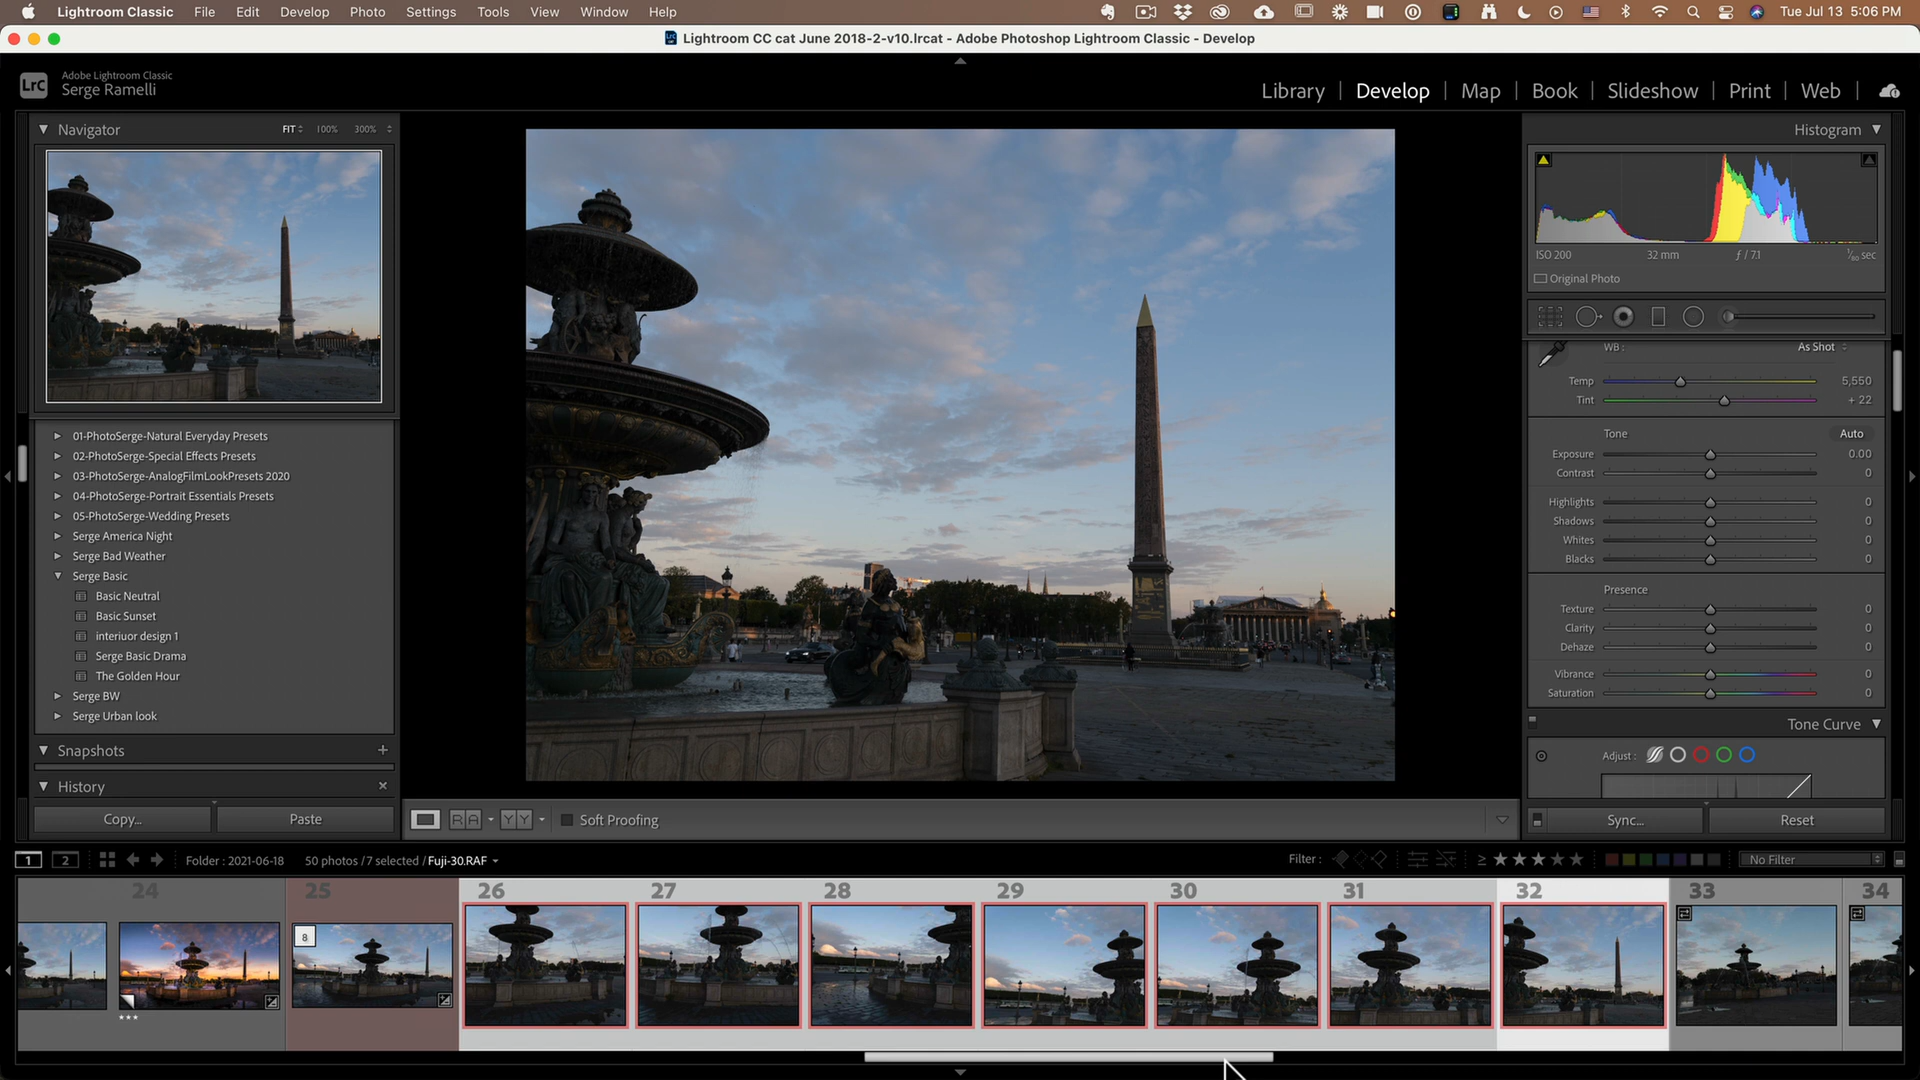 Lightroom Classic File Edit Develop Photo Settings Tools View Window Help Tue Jul 13 5:06 PM
Lrc Lightroom CC cat June 2018-2-v10.lrcat - Adobe Photoshop Lightroom Classic - Develop
LrC
Adobe Lightroom Classic
Serge Ramelli
Library Develop Map Book Slideshow Print Web
Navigator FIT 100% 300%
01-PhotoSerge-Natural Everyday Presets
02-PhotoSerge-Special Effects Presets
03-PhotoSerge-AnalogFilmLookPresets 2020
04-PhotoSerge-Portrait Essentials Presets
05-PhotoSerge-Wedding Presets
Serge America Night
Serge Bad Weather
Serge Basic
Basic Neutral
Basic Sunset
interiuor design 1
Serge Basic Drama
The Golden Hour
Serge BW
Serge Urban look
Snapshots +
History ×
Copy... Paste
R A Y Y Soft Proofing
Histogram
ISO 200 32 mm ƒ / 7.1 1/80 sec
Original Photo
WB : As Shot
Temp 5,550
Tint + 22
Tone Auto
Exposure 0.00
Contrast 0
Highlights 0
Shadows 0
Whites 0
Blacks 0
Presence
Texture 0
Clarity 0
Dehaze 0
Vibrance 0
Saturation 0
Tone Curve
Adjust :
Sync... Reset
1 2 Folder : 2021-06-18 50 photos / 7 selected / Fuji-30.RAF Filter : ≥ ★★★★★ No Filter
24 25 26 27 28 29 30 31 32 33 34
8
★★★